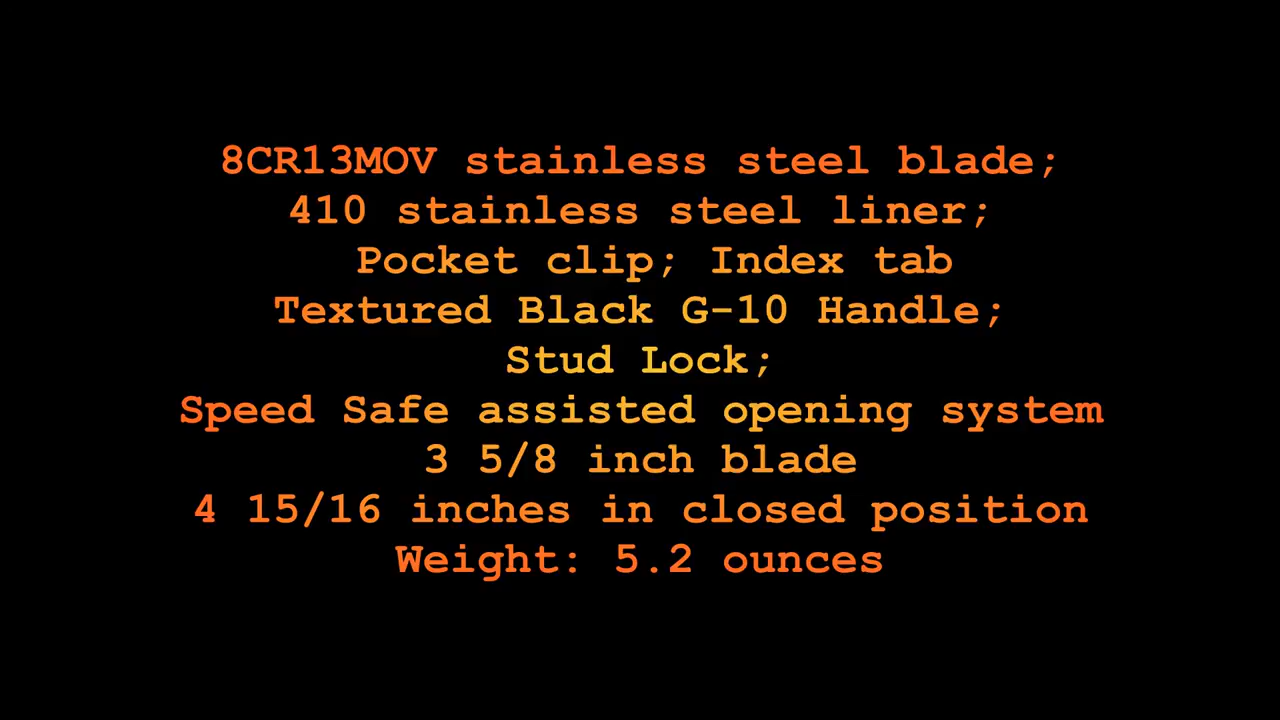 8CR13MOV stainless steel blade;
410 stainless steel liner;
Pocket clip; Index tab
Textured Black G-10 Handle;
Stud Lock;
Speed Safe assisted opening system
3 5/8 inch blade
4 15/16 inches in closed position
Weight: 5.2 ounces